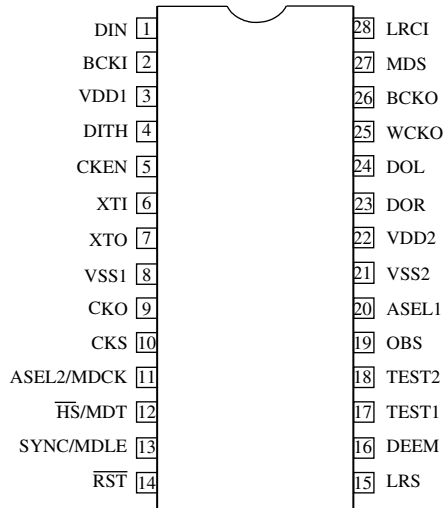 DIN 1 28 LRCI
BCKI 2 27 MDS
VDD1 3 26 BCKO
DITH 4 25 WCKO
CKEN 5 24 DOL
XTI 6 23 DOR
XTO 7 22 VDD2
VSS1 8 21 VSS2
CKO 9 20 ASEL1
CKS 10 19 OBS
ASEL2/MDCK 11 18 TEST2
H̅S̅/MDT 12 17 TEST1
SYNC/MDLE 13 16 DEEM
R̅S̅T̅ 14 15 LRS